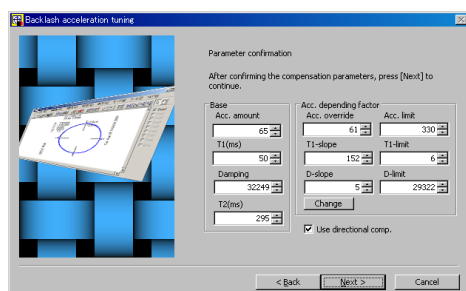 Backlash acceleration tuning
Parameter confirmation
After confirming the compensation parameters, press [Next] to
continue.
Base
Acc. amount
65
T1(ms)
50
Damping
32249
T2(ms)
295
Acc. depending factor
Acc. override
61
Acc. limit
330
T1-slope
152
T1-limit
6
D-slope
5
D-limit
29322
Change
Use directional comp.
< Back
Next >
Cancel